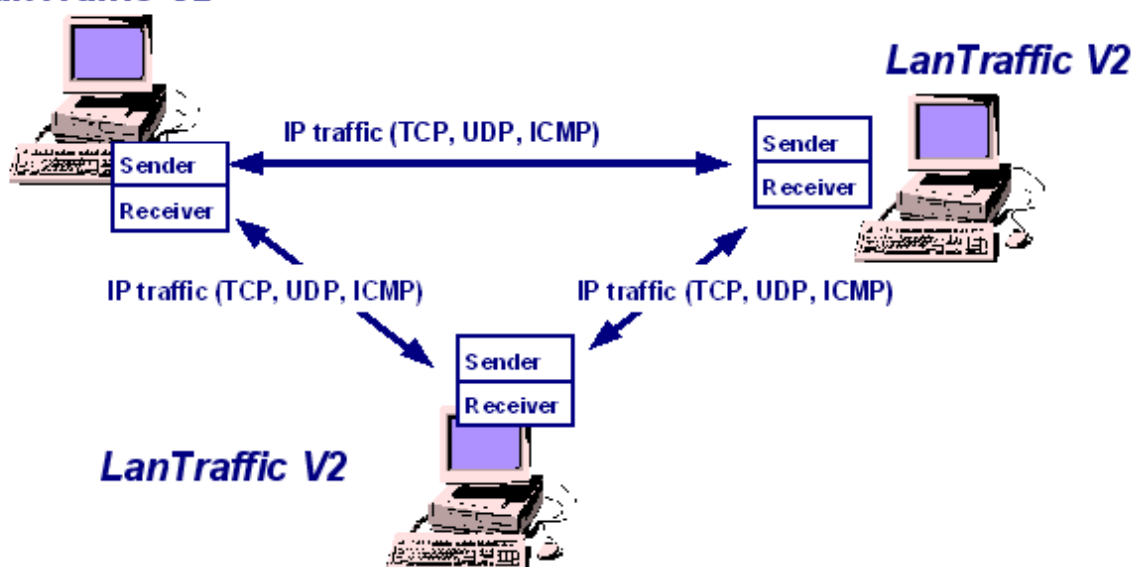 LanTraffic V2
IP traffic (TCP, UDP, ICMP)
Sender
Receiver
Sender
Receiver
IP traffic (TCP, UDP, ICMP)
IP traffic (TCP, UDP, ICMP)
Sender
Receiver
LanTraffic V2